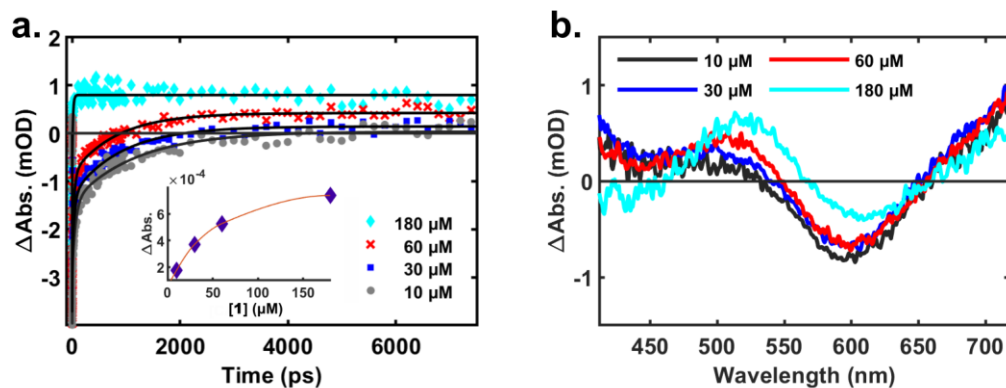 a.
2
1
0
-1
-2
-3
ΔAbs. (mOD)
0 2000 4000 6000
Time (ps)
×10⁻⁴
8
6
4
2
Δ Abs.
0 50 100 150
[1] (µM)
180 µM
60 µM
30 µM
10 µM
b.
1
0
-1
ΔAbs. (mOD)
10 µM 60 µM
30 µM 180 µM
450 500 550 600 650 700
Wavelength (nm)